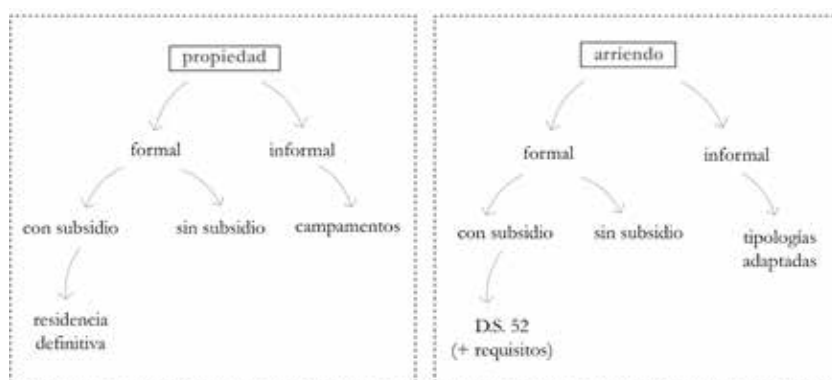 propiedad
formal
informal
con subsidio
sin subsidio
campamentos
residencia
definitiva
arriendo
formal
informal
con subsidio
sin subsidio
tipologías
adaptadas
D.S. 52
(+ requisitos)